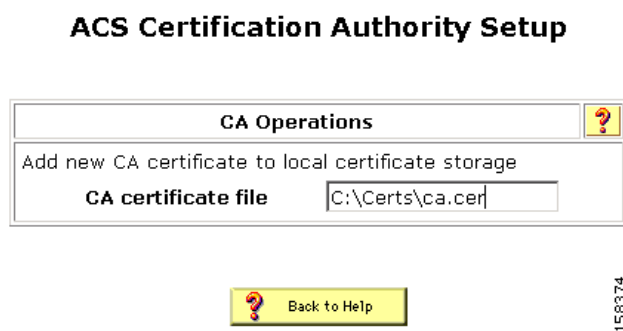 ACS Certification Authority Setup
CA Operations
?
Add new CA certificate to local certificate storage
CA certificate file C:\Certs\ca.cer
? Back to Help
158374